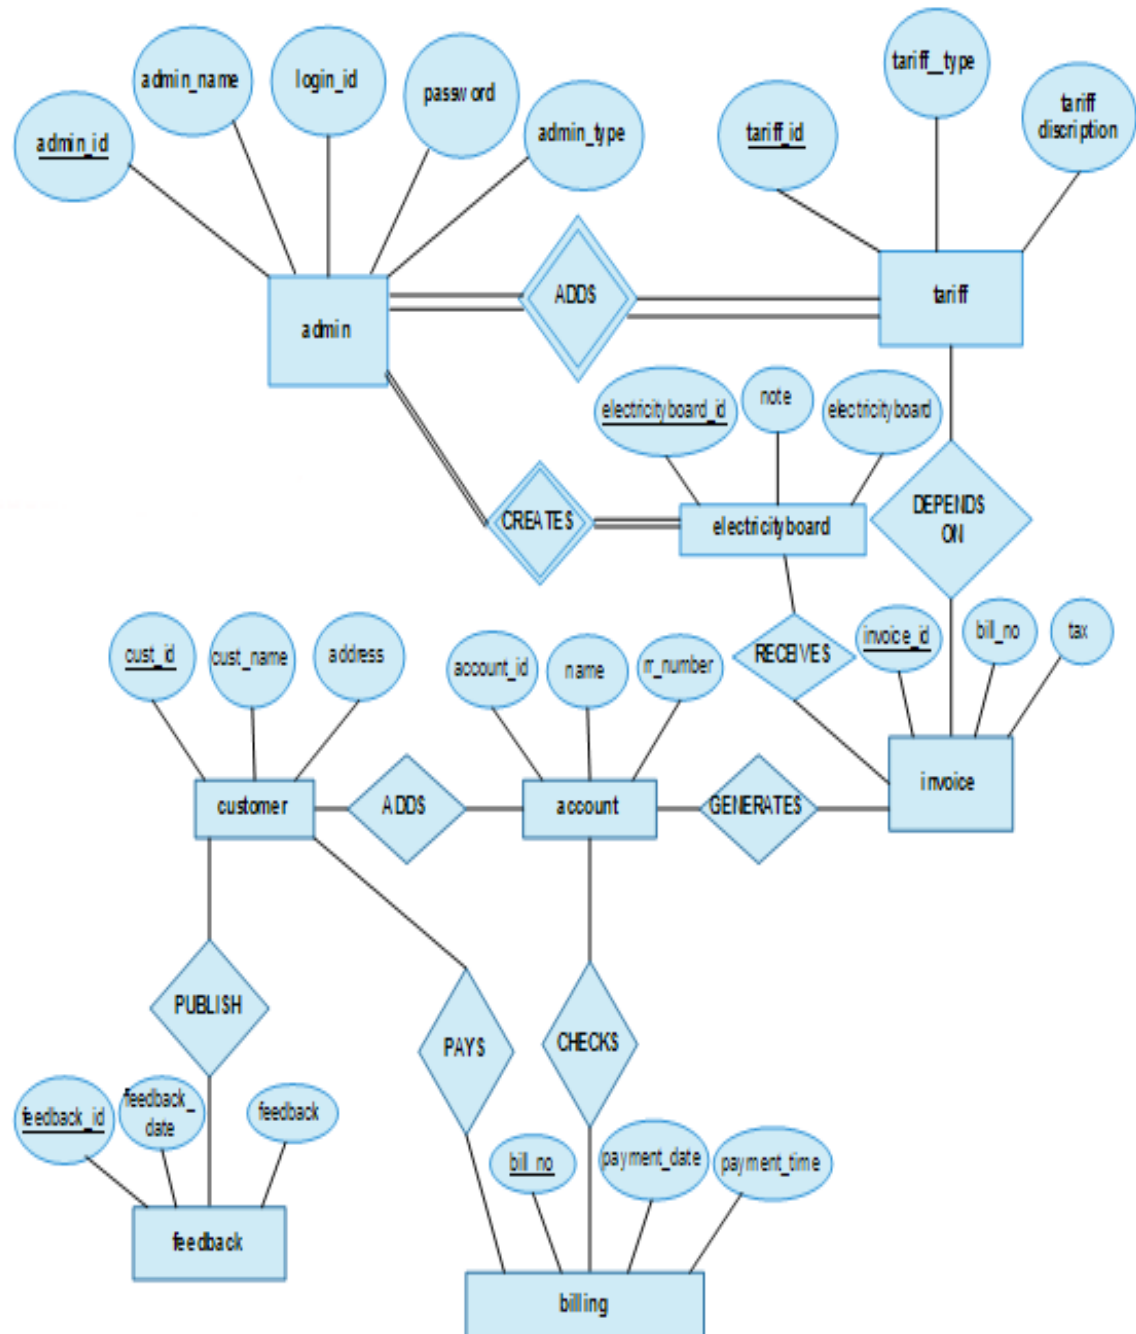 admin_id
admin_name
login_id
password
admin_type
tariff_id
tariff_type
tariff
discription
ADDS
admin
tariff
electricityboard_id
note
electricityboard
CREATES
electricityboard
DEPENDS
ON
cust_id
cust_name
address
account_id
name
rr_number
RECEIVES
invoice_id
bill_no
tax
customer
ADDS
account
GENERATES
invoice
PUBLISH
PAYS
CHECKS
feedback_id
feedback_
date
feedback
bill_no
payment_date
payment_time
feedback
billing